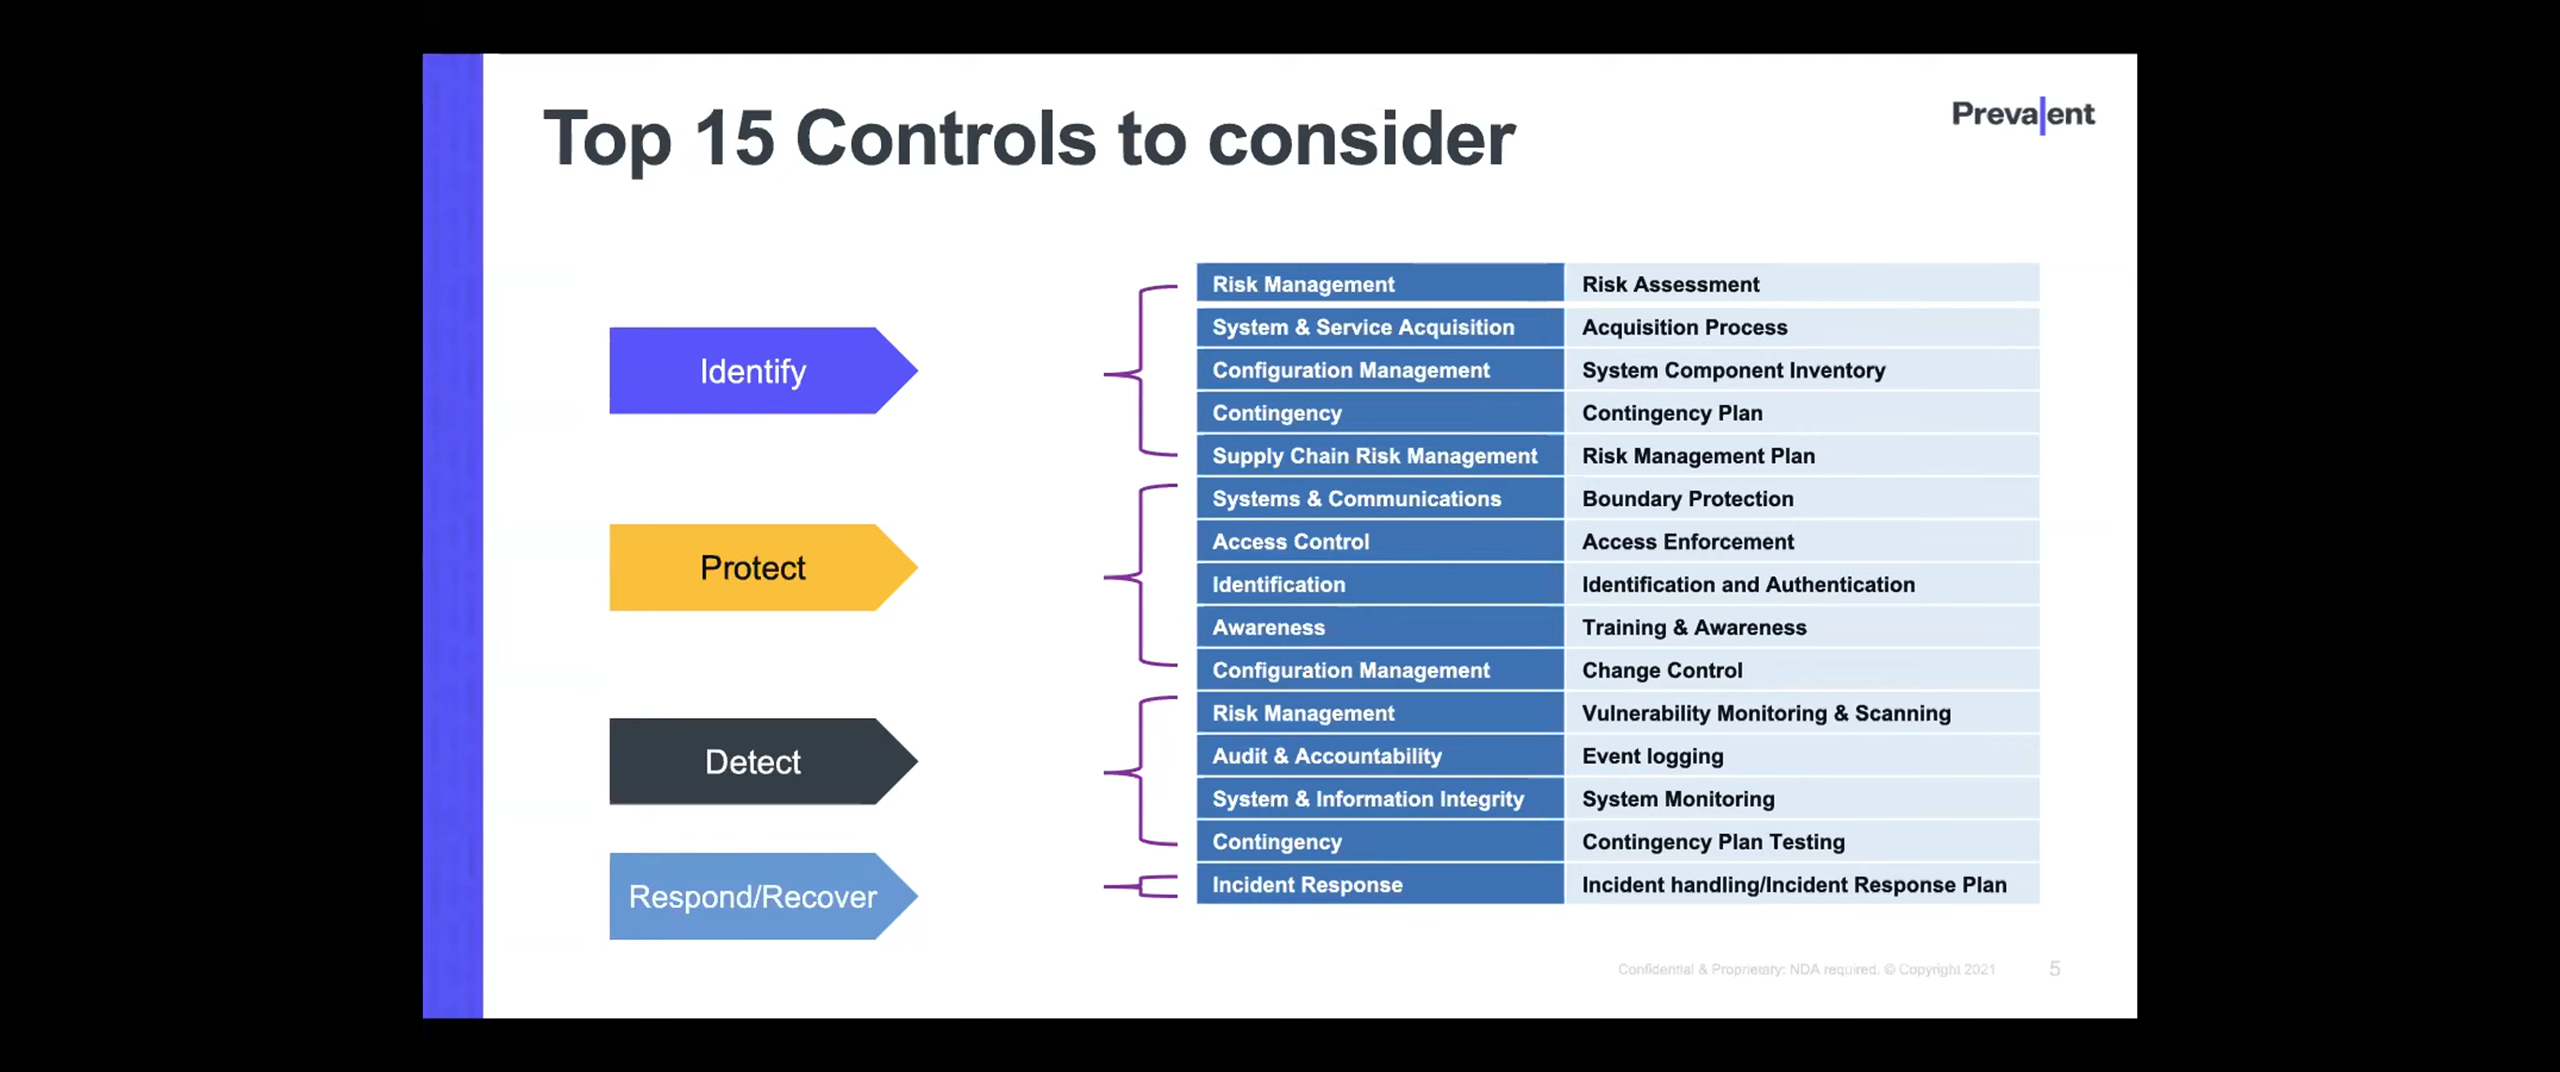 Top 15 Controls to consider
Prevalent
Identify
Protect
Detect
Respond/Recover
Risk Management Risk Assessment
System & Service Acquisition Acquisition Process
Configuration Management System Component Inventory
Contingency Contingency Plan
Supply Chain Risk Management Risk Management Plan
Systems & Communications Boundary Protection
Access Control Access Enforcement
Identification Identification and Authentication
Awareness Training & Awareness
Configuration Management Change Control
Risk Management Vulnerability Monitoring & Scanning
Audit & Accountability Event logging
System & Information Integrity System Monitoring
Contingency Contingency Plan Testing
Incident Response Incident handling/Incident Response Plan
Confidential & Proprietary: NDA required. © Copyright 2021 5